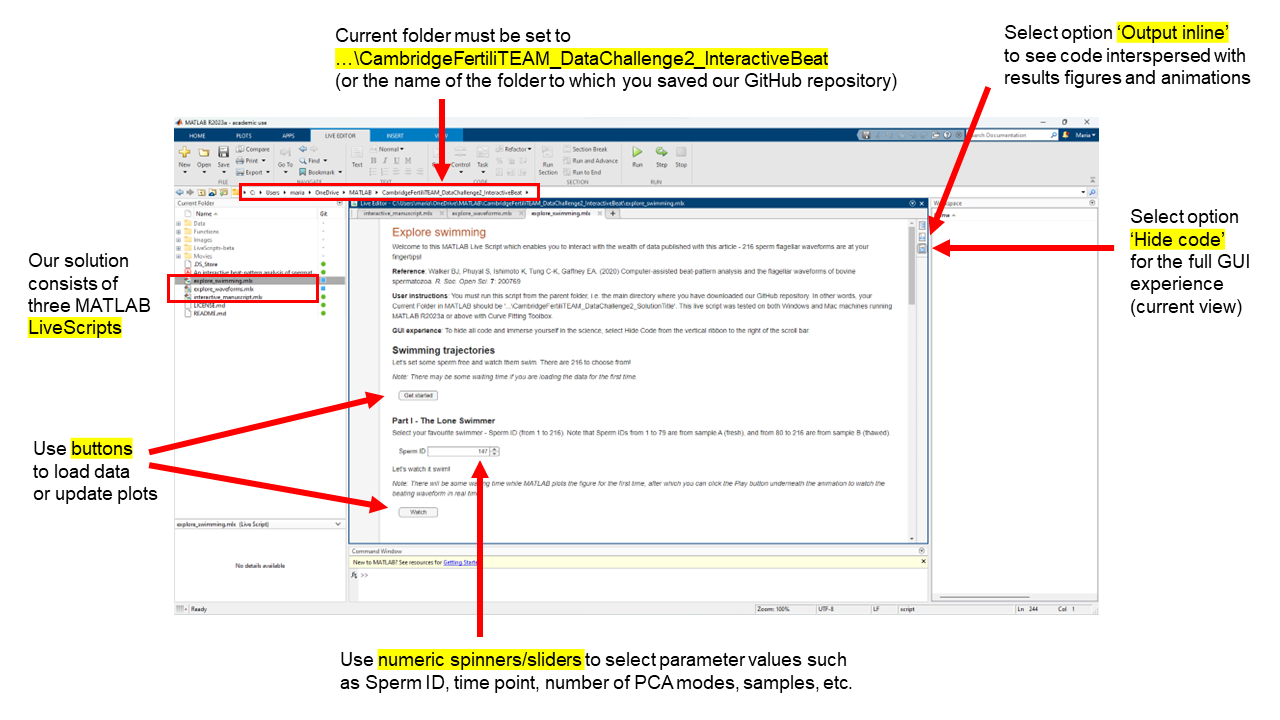 Current folder must be set to
…\CambridgeFertiliTEAM_DataChallenge2_InteractiveBeat
(or the name of the folder to which you saved our GitHub repository)
Select option ‘Output inline’
to see code interspersed with
results figures and animations
MATLAB R2023a - academic use
HOME
PLOTS
APPS
LIVE EDITOR
INSERT
VIEW
Search Documentation
Maria
New
Open
Save
Compare
Print
Export
Go To
Find
Bookmark
Text
Normal
B I U M
Control
Task
Refactor
Run
Section
Section Break
Run and Advance
Run to End
Run
Step
Stop
FILE
NAVIGATE
TEXT
CODE
SECTION
RUN
C: ▸ Users ▸ maria ▸ OneDrive ▸ MATLAB ▸ CambridgeFertiliTEAM_DataChallenge2_InteractiveBeat ▸
Current Folder
Name
Git
Data
Functions
Images
LiveScripts-beta
Movies
.DS_Store
An interactive beat-pattern analysis of spermat
explore_swimming.mlx
explore_waveforms.mlx
interactive_manuscript.mlx
LICENSE.md
README.md
Live Editor - C:\Users\maria\OneDrive\MATLAB\CambridgeFertiliTEAM_DataChallenge2_InteractiveBeat\explore_swimming.mlx
interactive_manuscript.mlx
explore_waveforms.mlx
explore_swimming.mlx
Workspace
Explore swimming
Welcome to this MATLAB Live Script which enables you to interact with the wealth of data published with this article - 216 sperm flagellar waveforms are at your
fingertips!
Reference: Walker BJ, Phuyal S, Ishimoto K, Tung C-K, Gaffney EA. (2020) Computer-assisted beat-pattern analysis and the flagellar waveforms of bovine
spermatozoa. R. Soc. Open Sci. 7: 200769
User instructions: You must run this script from the parent folder, i.e. the main directory where you have downloaded our GitHub repository. In other words, your
Current Folder in MATLAB should be '...\CambridgeFertiliTEAM_DataChallenge2_SolutionTitle'. This live script was tested on both Windows and Mac machines running
MATLAB R2023a or above with Curve Fitting Toolbox.
GUI experience: To hide all code and immerse yourself in the science, select Hide Code from the vertical ribbon to the right of the scroll bar.
Swimming trajectories
Let's set some sperm free and watch them swim. There are 216 to choose from!
Note: There may be some waiting time if you are loading the data for the first time.
Get started
Part I - The Lone Swimmer
Select your favourite swimmer - Sperm ID (from 1 to 216). Note that Sperm IDs from 1 to 79 are from sample A (fresh), and from 80 to 216 are from sample B (thawed).
Sperm ID
147
Let's watch it swim!
Note: There will be some waiting time while MATLAB plots the figure for the first time, after which you can click the Play button underneath the animation to watch the
beating waveform in real time
Watch
explore_swimming.mlx (Live Script)
No details available
Command Window
New to MATLAB? See resources for Getting Started
fx >>
Ready
Zoom: 100%
UTF-8
LF
script
Ln 244 Col 1
Select option
‘Hide code’
for the full GUI
experience
(current view)
Our solution
consists of
three MATLAB
LiveScripts
Use buttons
to load data
or update plots
Use numeric spinners/sliders to select parameter values such
as Sperm ID, time point, number of PCA modes, samples, etc.